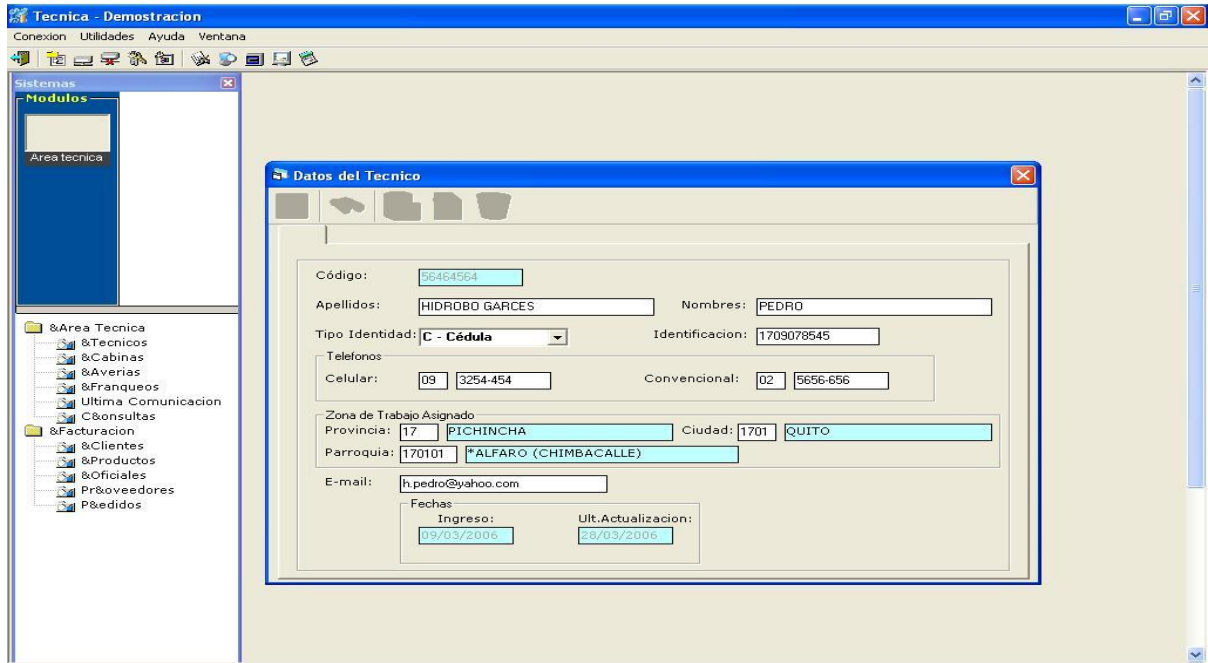 Tecnica - Demostracion
Conexion Utilidades Ayuda Ventana
Sistemas
Modulos
Area tecnica
&Area Tecnica
&Tecnicos
&Cabinas
&Averias
&Franqueos
Ultima Comunicacion
C&onsultas
&Facturacion
&Clientes
&Productos
&Oficiales
Pr&oveedores
P&edidos
Datos del Tecnico
Código: 56464564
Apellidos: HIDROBO GARCES Nombres: PEDRO
Tipo Identidad: C - Cédula Identificacion: 1709078545
Telefonos
Celular: 09 3254-454 Convencional: 02 5656-656
Zona de Trabajo Asignado
Provincia: 17 PICHINCHA Ciudad: 1701 QUITO
Parroquia: 170101 *ALFARO (CHIMBACALLE)
E-mail: h.pedro@yahoo.com
Fechas
Ingreso: Ult.Actualizacion:
09/03/2006 28/03/2006